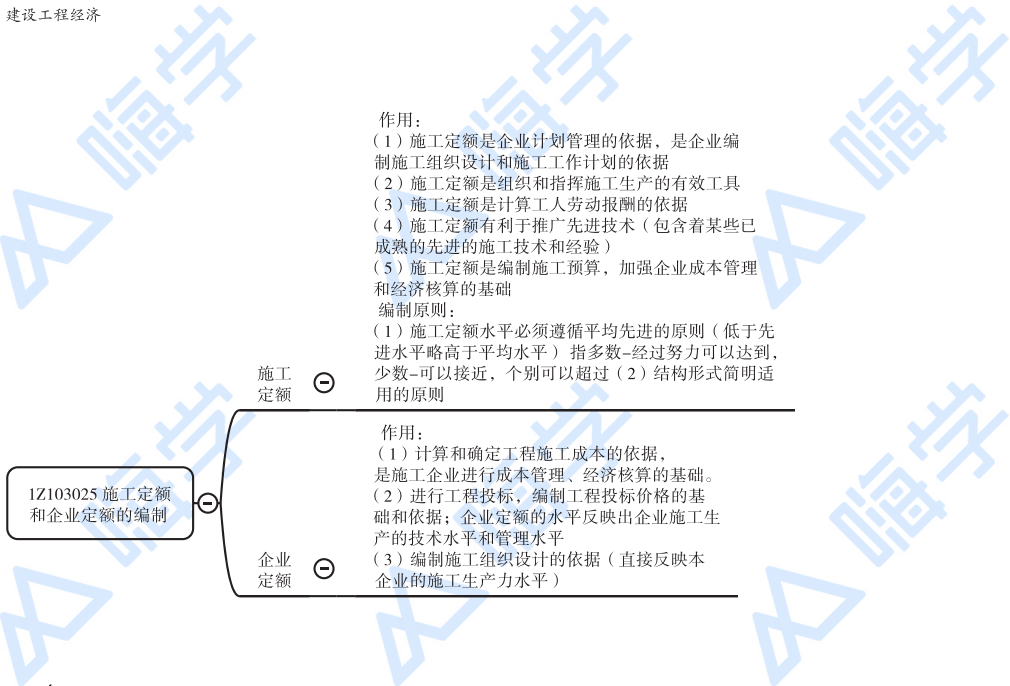 建设工程经济
作用：
（1）施工定额是企业计划管理的依据，是企业编
制施工组织设计和施工工作计划的依据
（2）施工定额是组织和指挥施工生产的有效工具
（3）施工定额是计算工人劳动报酬的依据
（4）施工定额有利于推广先进技术（包含着某些已
成熟的先进的施工技术和经验）
（5）施工定额是编制施工预算，加强企业成本管理
和经济核算的基础
编制原则：
（1）施工定额水平必须遵循平均先进的原则（低于先
进水平略高于平均水平） 指多数–经过努力可以达到，
少数–可以接近，个别可以超过（2）结构形式简明适
用的原则
施工
定额
作用：
（1）计算和确定工程施工成本的依据，
是施工企业进行成本管理、经济核算的基础。
（2）进行工程投标，编制工程投标价格的基
础和依据；企业定额的水平反映出企业施工生
产的技术水平和管理水平
（3）编制施工组织设计的依据（直接反映本
企业的施工生产力水平）
企业
定额
1Z103025 施工定额
和企业定额的编制
嗨学
嗨学
嗨学
嗨学
嗨学
嗨学